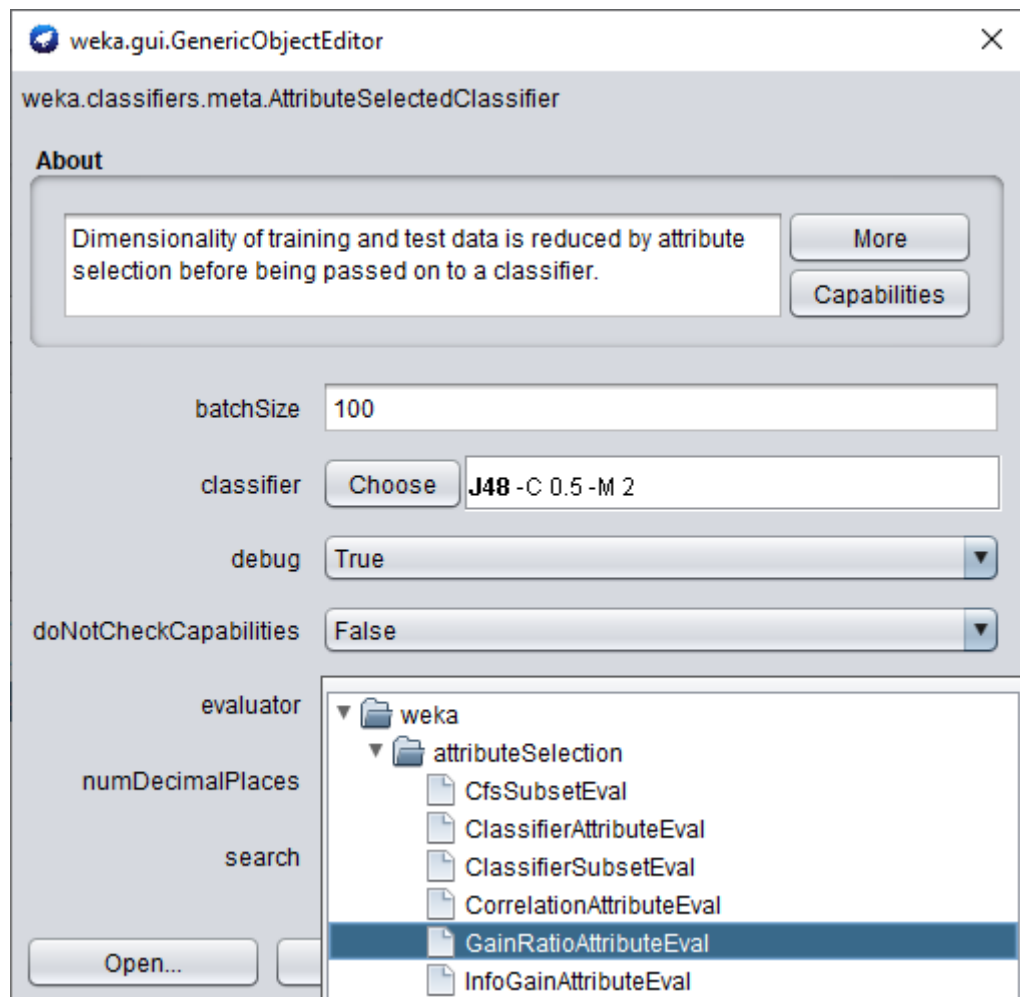 weka.gui.GenericObjectEditor
weka.classifiers.meta.AttributeSelectedClassifier
About
Dimensionality of training and test data is reduced by attribute
selection before being passed on to a classifier.
More
Capabilities
batchSize 100
classifier Choose J48 -C 0.5 -M 2
debug True
doNotCheckCapabilities False
evaluator
weka
attributeSelection
numDecimalPlaces
CfsSubsetEval
ClassifierAttributeEval
search
ClassifierSubsetEval
CorrelationAttributeEval
GainRatioAttributeEval
Open...
InfoGainAttributeEval